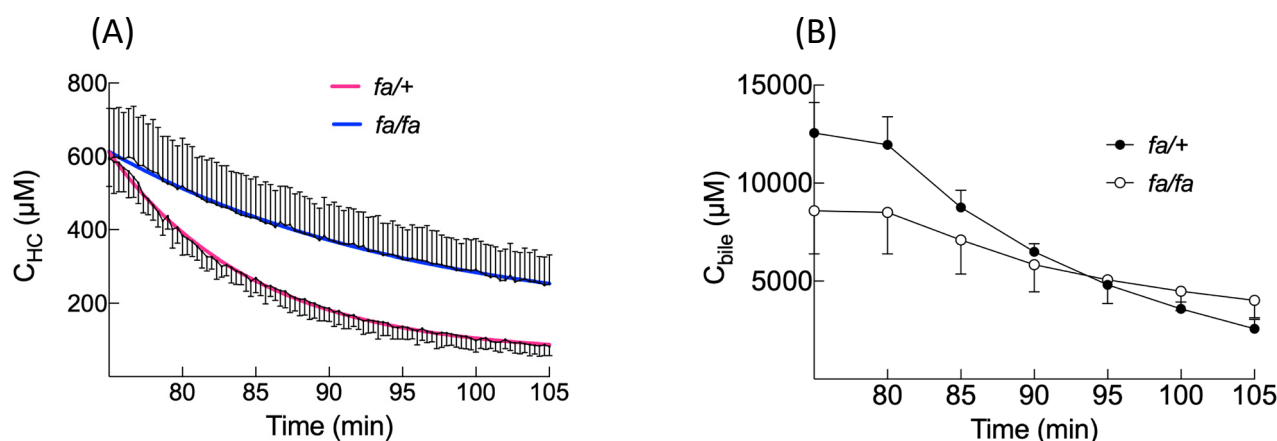 (A)
800
600
400
200
C_HC (µM)
fa/+
fa/fa
80 85 90 95 100 105
Time (min)
(B)
15000
10000
5000
C_bile (µM)
fa/+
fa/fa
80 85 90 95 100 105
Time (min)